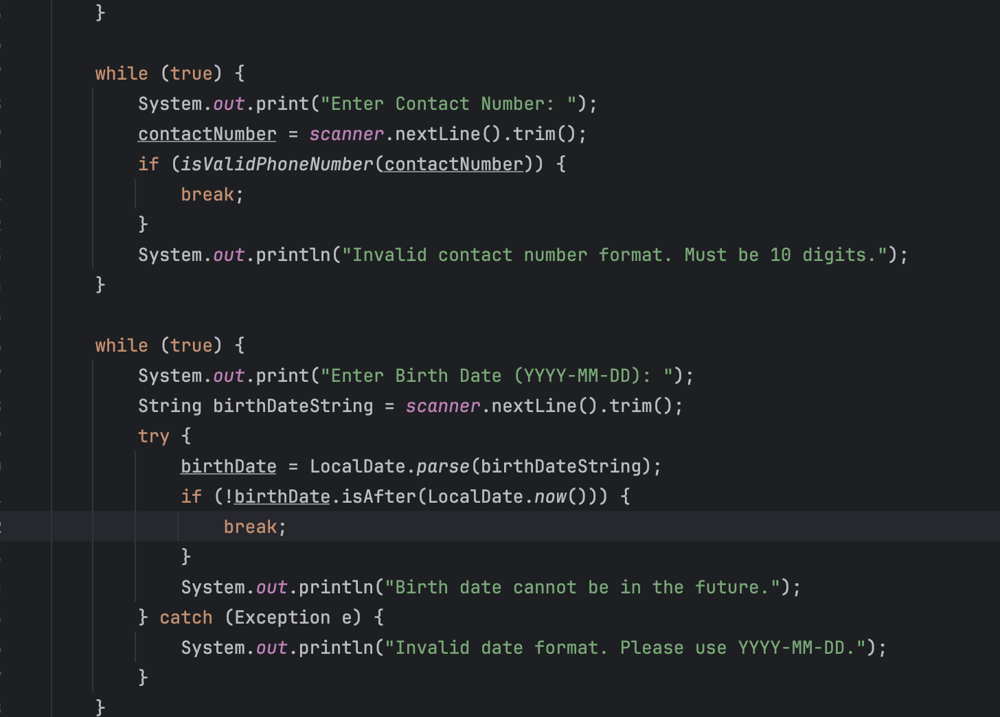 }
while (true) {
System.out.print("Enter Contact Number: ");
contactNumber = scanner.nextLine().trim();
if (isValidPhoneNumber(contactNumber)) {
break;
}
System.out.println("Invalid contact number format. Must be 10 digits.");
}
while (true) {
System.out.print("Enter Birth Date (YYYY-MM-DD): ");
String birthDateString = scanner.nextLine().trim();
try {
birthDate = LocalDate.parse(birthDateString);
if (!birthDate.isAfter(LocalDate.now())) {
break;
}
System.out.println("Birth date cannot be in the future.");
} catch (Exception e) {
System.out.println("Invalid date format. Please use YYYY-MM-DD.");
}
}